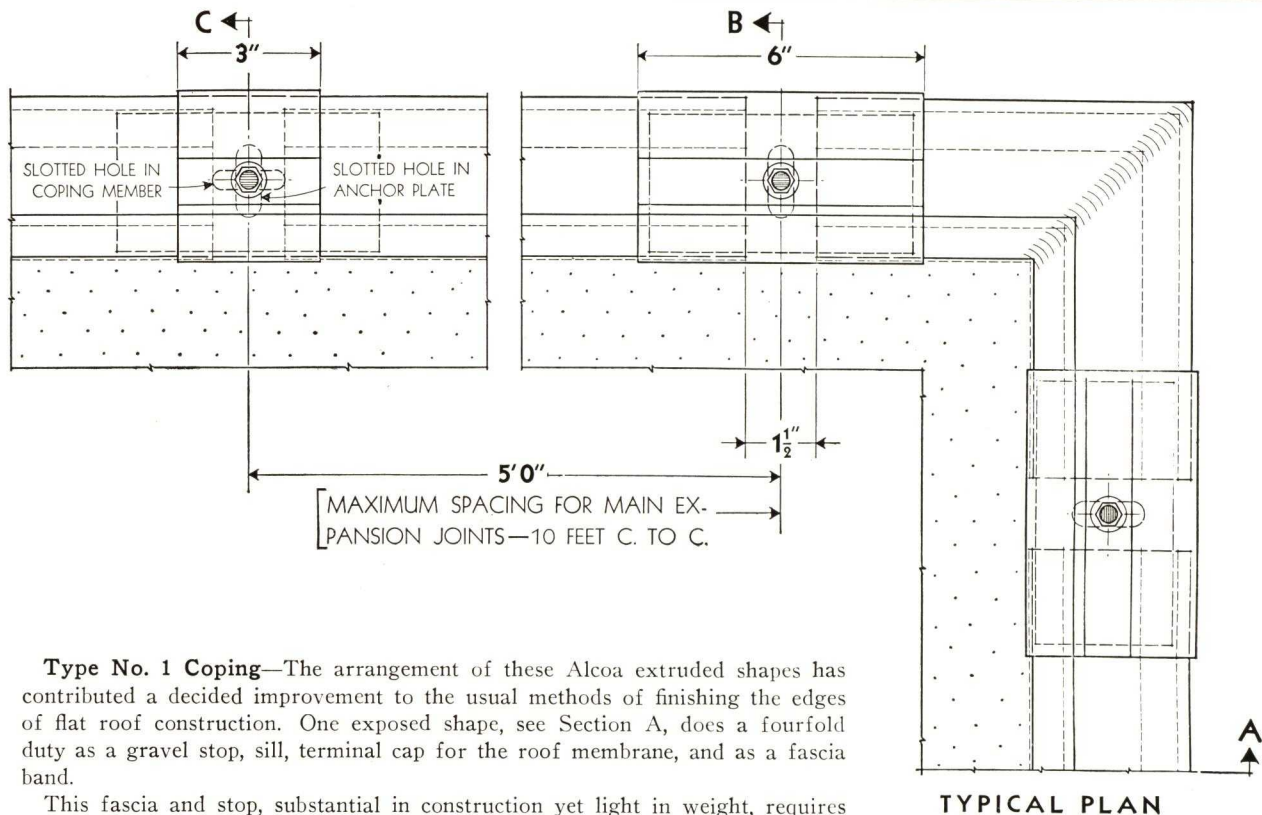 C B
3" 6"
SLOTTED HOLE IN
COPING MEMBER
SLOTTED HOLE IN
ANCHOR PLATE
1 1/2"
5'0"
MAXIMUM SPACING FOR MAIN EX-
PANSION JOINTS—10 FEET C. TO C.
A
TYPICAL PLAN
Type No. 1 Coping—The arrangement of these Alcoa extruded shapes has
contributed a decided improvement to the usual methods of finishing the edges
of flat roof construction. One exposed shape, see Section A, does a fourfold
duty as a gravel stop, sill, terminal cap for the roof membrane, and as a fascia
band.
This fascia and stop, substantial in construction yet light in weight, requires